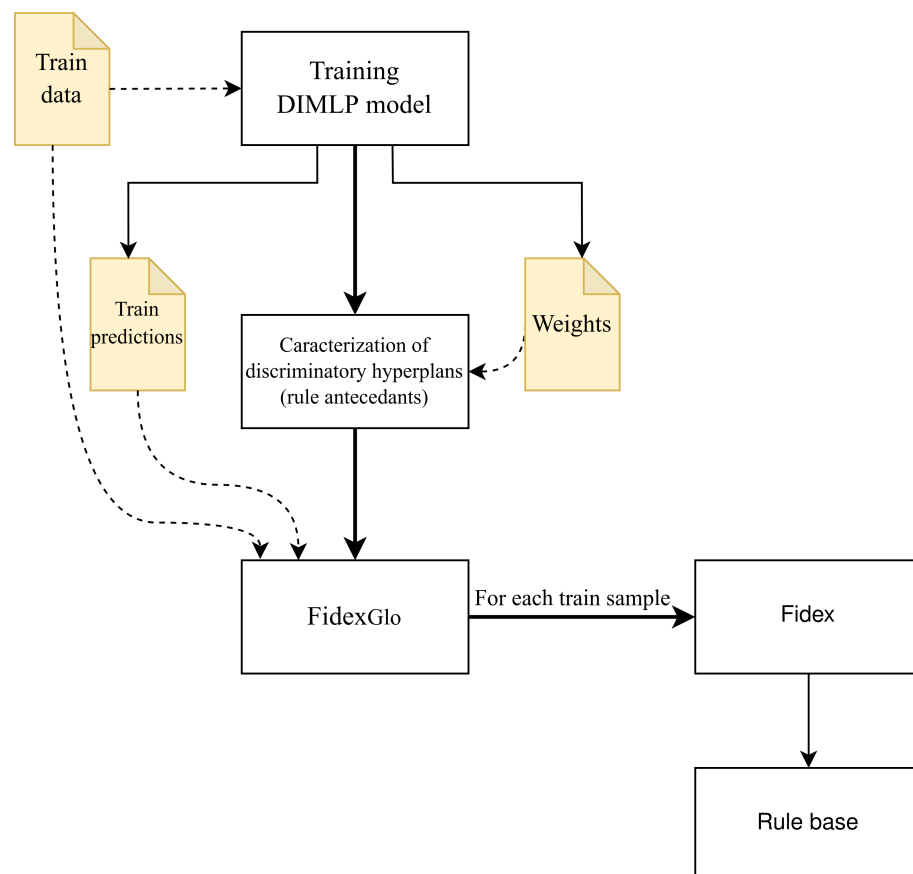 Train
data
Training
DIMLP model
Train
predictions
Weights
Caracterization of
discriminatory hyperplans
(rule antecedants)
FidexGlo
For each train sample
Fidex
Rule base